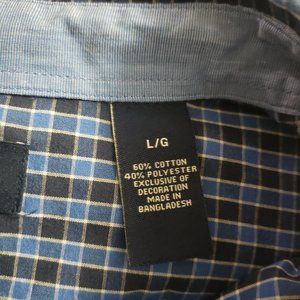 L/G
60% COTTON
40% POLYESTER
EXCLUSIVE OF
DECORATION
MADE IN
BANGLADESH